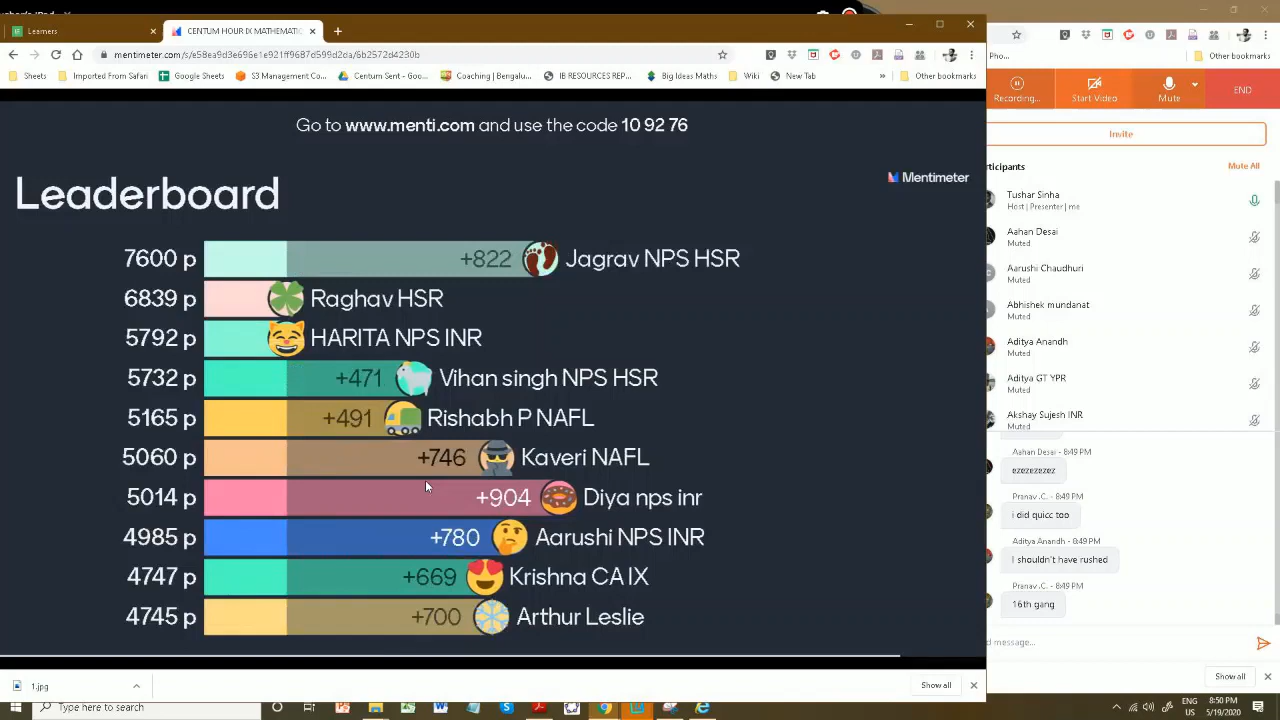 Learners
CENTUM HOUR IX MATHEMATIC
mentimeter.com/s/e58ea9d3e696e1e921ff9687d599d2da/6b2572d4230b
Sheets
Imported From Safari
Google Sheets
S3 Management Co...
Centum Sent - Goo...
Coaching | Bengalu...
IB RESOURCES REP...
Big Ideas Maths
Wiki
New Tab
»
Other bookmarks
Pho...
Other bookmarks
Go to www.menti.com and use the code 10 92 76
Mentimeter
Leaderboard
7600 p +822 Jagrav NPS HSR
6839 p Raghav HSR
5792 p HARITA NPS INR
5732 p +471 Vihan singh NPS HSR
5165 p +491 Rishabh P NAFL
5060 p +746 Kaveri NAFL
5014 p +904 Diya nps inr
4985 p +780 Aarushi NPS INR
4747 p +669 Krishna CA IX
4745 p +700 Arthur Leslie
Recording...
Start Video
Mute
END
Invite
rticipants
Mute All
Tushar Sinha
Host | Presenter | me
Aahan Desai
Muted
Aarushi Chaudhuri
Muted
Abhishek mundanat
Muted
Aditya Anandh
Muted
Aditya GT YPR
Muted
Akshay Sujesh INR
Muted
Aahan Desai - 8:49 PM
ezezezezez
Pranav .C. - 8:49 PM
i did quicc too
Aditya Anandh - 8:49 PM
I shouldn't have rushed
Pranav .C. - 8:49 PM
16th gang
d message...
1.jpg
Show all
Show all
Type here to search
ENG
US
8:50 PM
5/19/2020